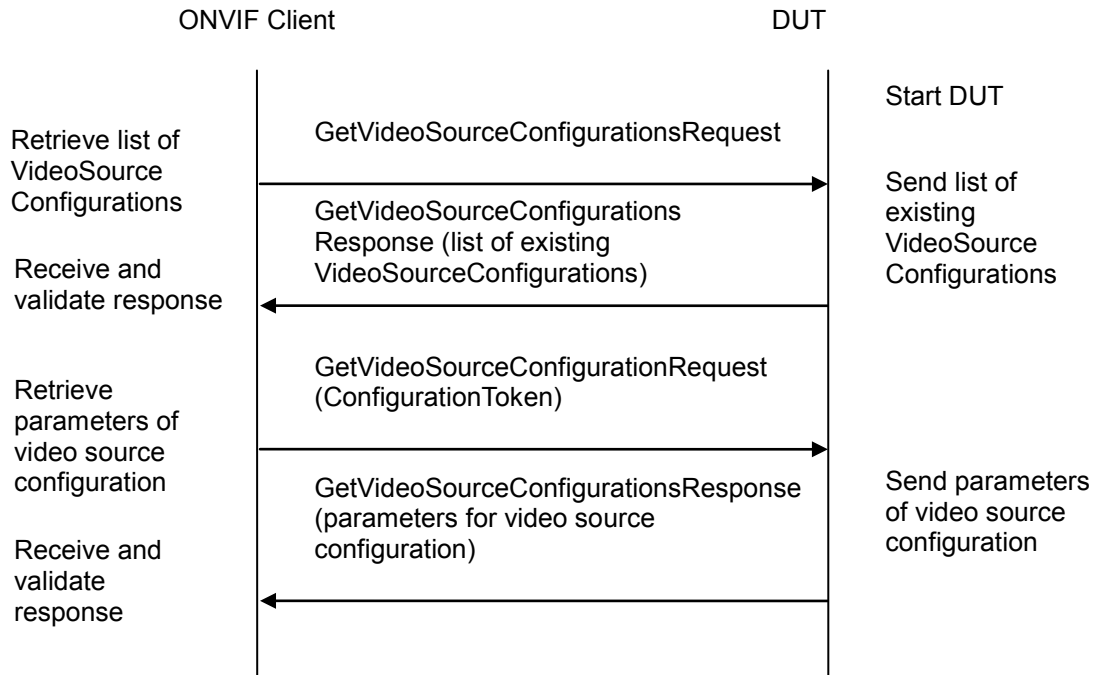 ONVIF Client
DUT
Start DUT
Retrieve list of
VideoSource
Configurations
GetVideoSourceConfigurationsRequest
Send list of
existing
VideoSource
Configurations
GetVideoSourceConfigurations
Response (list of existing
VideoSourceConfigurations)
Receive and
validate response
GetVideoSourceConfigurationRequest
(ConfigurationToken)
Retrieve
parameters of
video source
configuration
GetVideoSourceConfigurationsResponse
(parameters for video source
configuration)
Send parameters
of video source
configuration
Receive and
validate
response